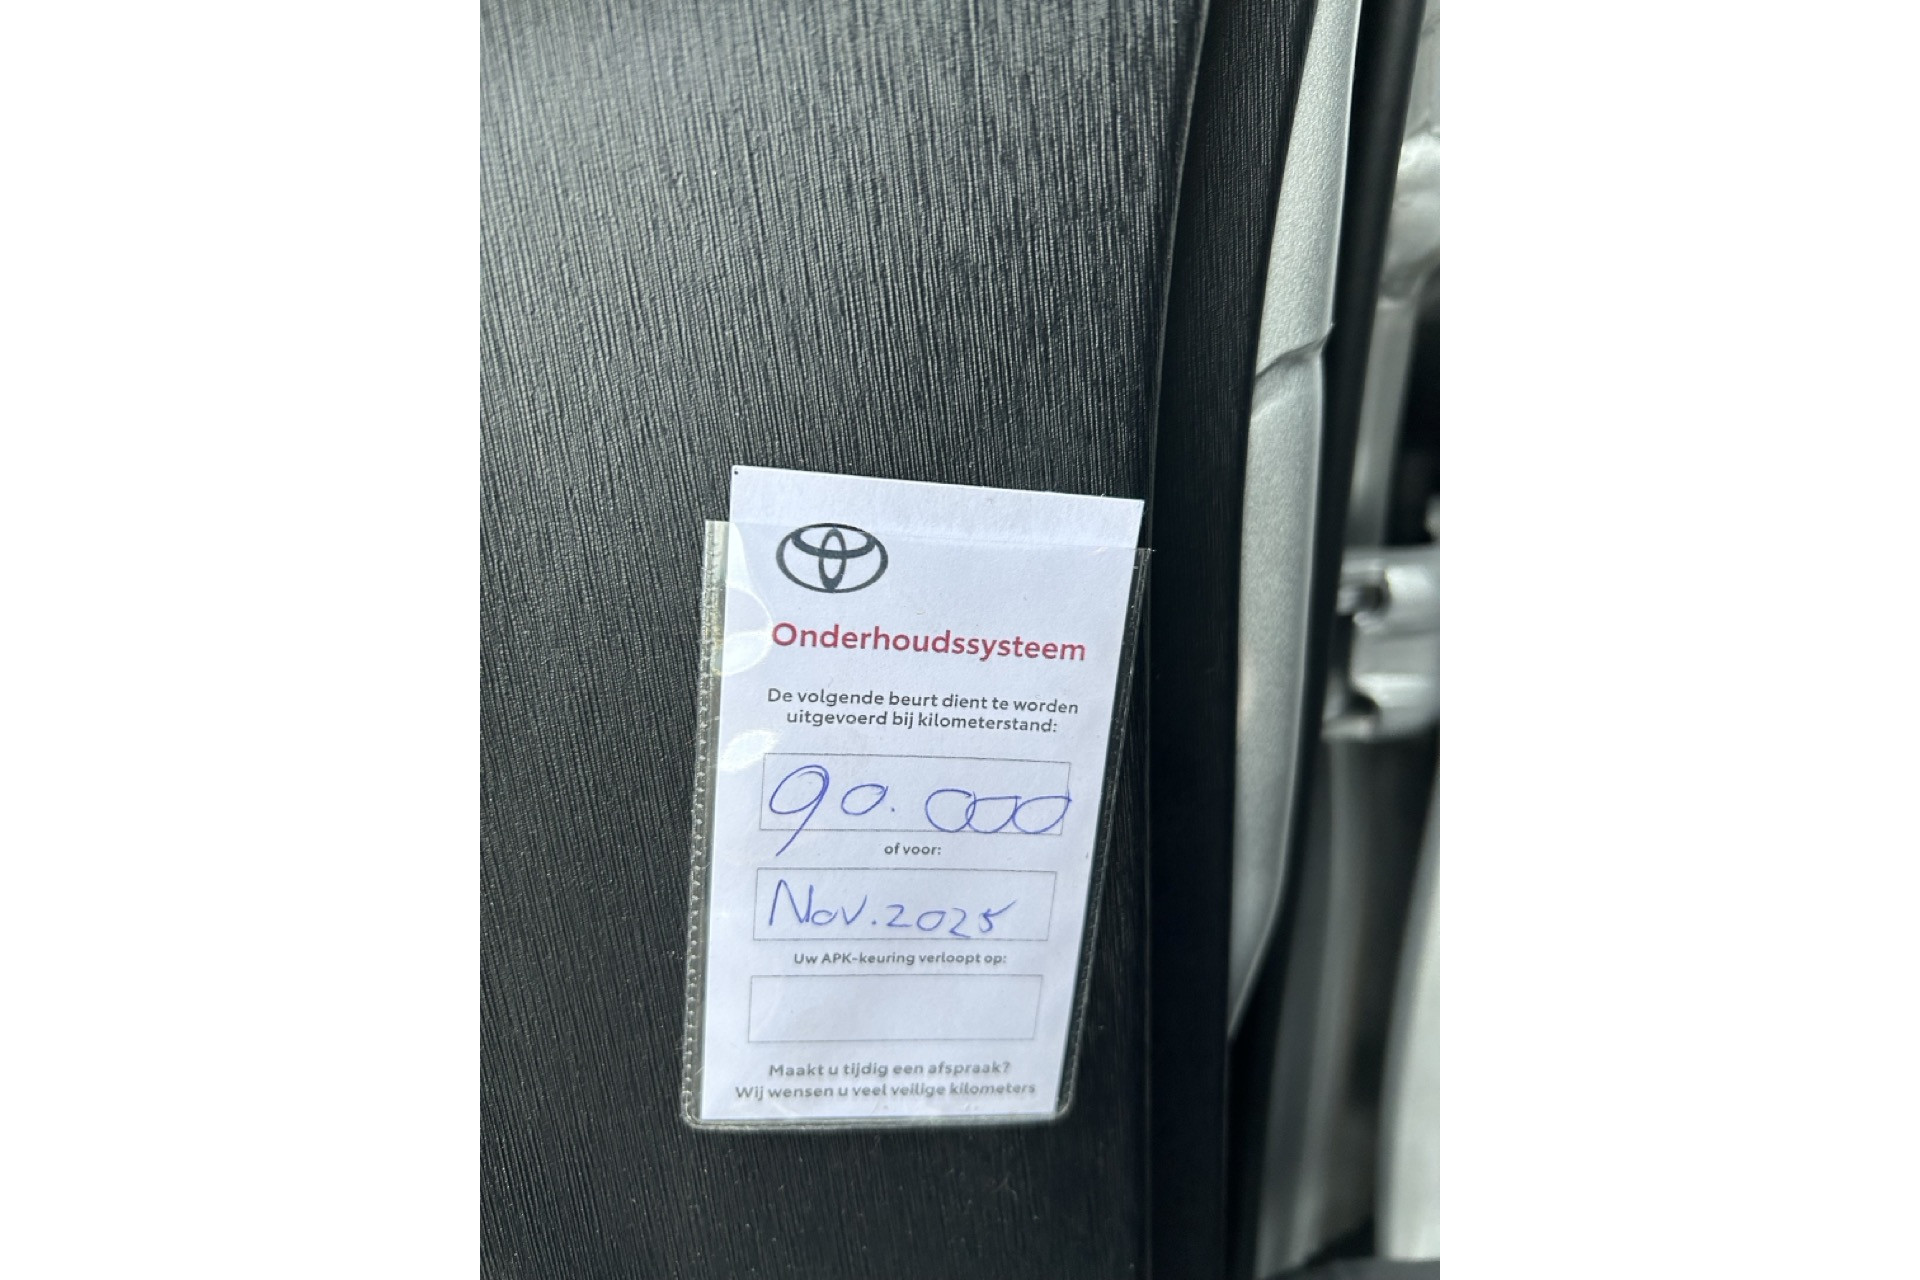 Onderhoudssysteem
De volgende beurt dient te worden
uitgevoerd bij kilometerstand:
90.000
of voor:
Nov. 2025
Uw APK-keuring verloopt op:
Maakt u tijdig een afspraak?
Wij wensen u veel veilige kilometers